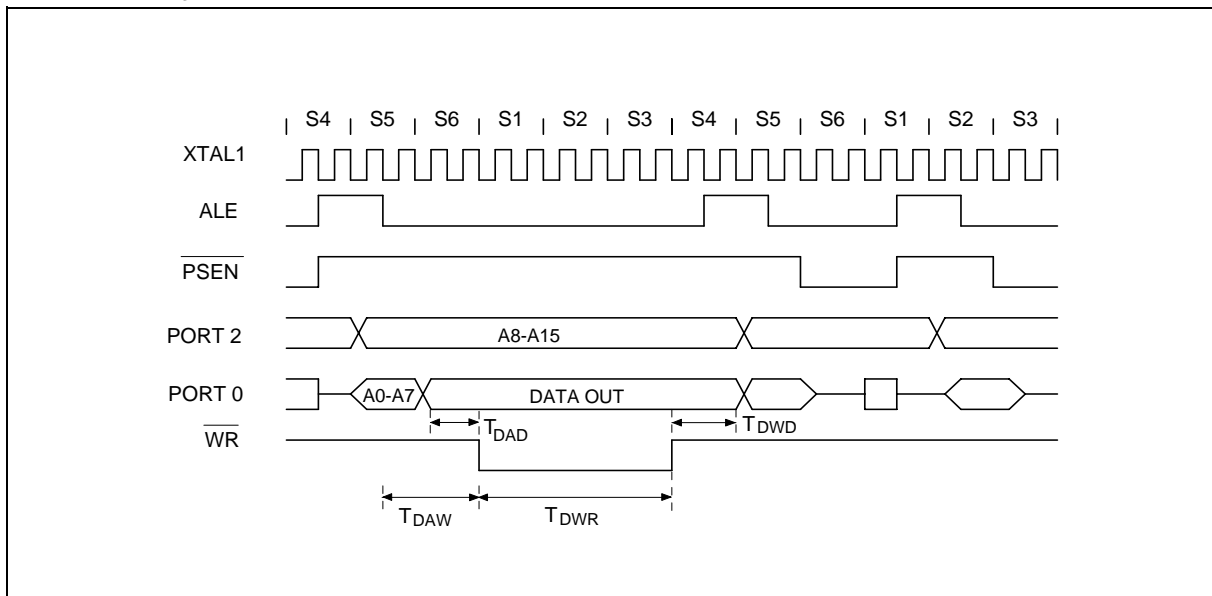 S4 S5 S6 S1 S2 S3 S4 S5 S6 S1 S2 S3
XTAL1
ALE
PSEN
PORT 2 A8-A15
PORT 0 A0-A7 DATA OUT
WR TDAD TDWD
TDAW TDWR